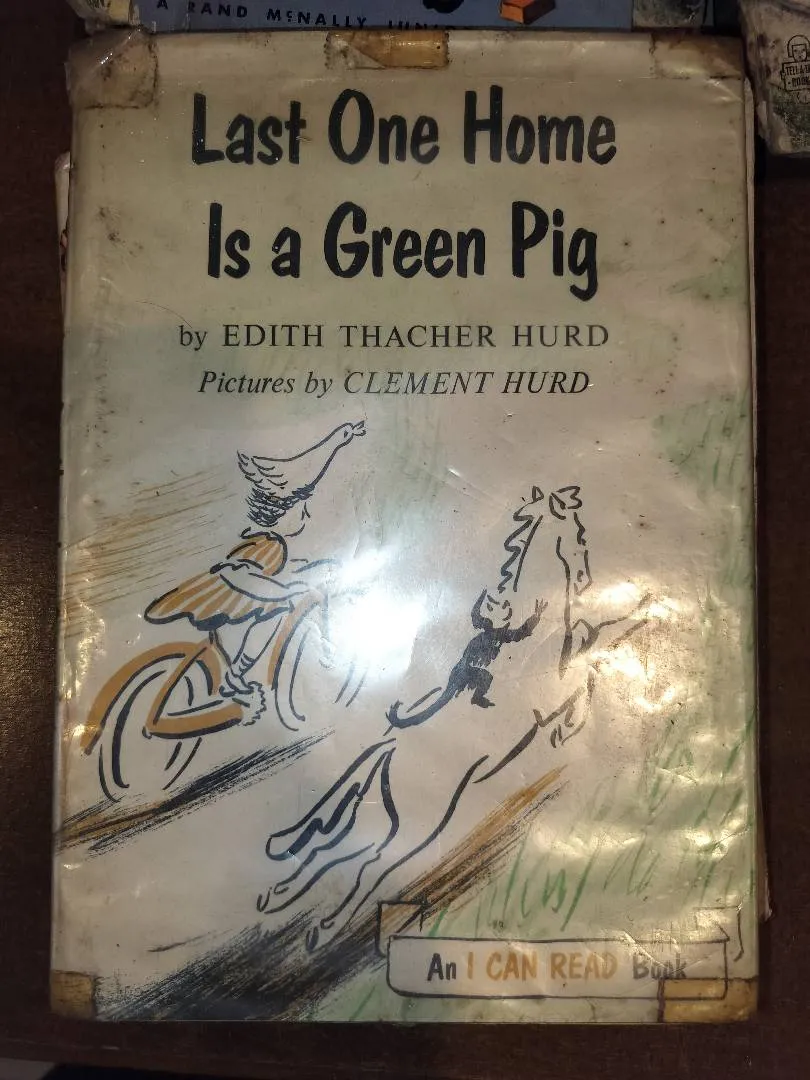 A RAND McNALLY
Last One Home
Is a Green Pig
by EDITH THACHER HURD
Pictures by CLEMENT HURD
An I CAN READ Book